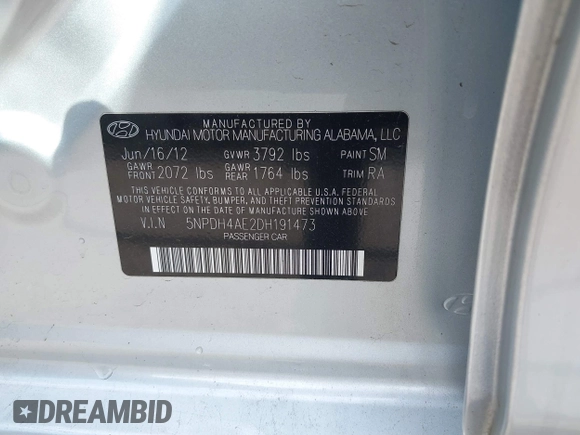 MANUFACTURED BY
HYUNDAI MOTOR MANUFACTURING ALABAMA, LLC
Jun/16/12 GVWR 3792 lbs PAINT SM
GAWR FRONT 2072 lbs GAWR REAR 1764 lbs TRIM RA
THIS VEHICLE CONFORMS TO ALL APPLICABLE U.S.A. FEDERAL
MOTOR VEHICLE SAFETY, BUMPER, AND THEFT PREVENTION
STANDARDS IN EFFECT ON THE DATE OF MANUFACTURE SHOWN ABOVE
V.I.N 5NPDH4AE2DH191473
PASSENGER CAR
DREAMBID